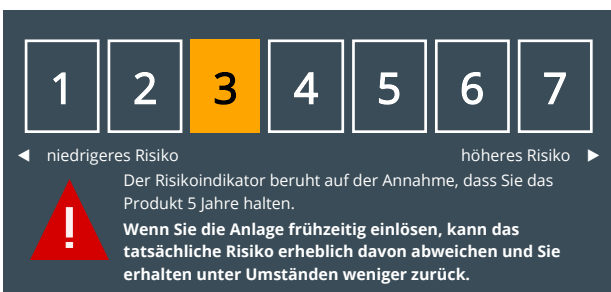 1 2 3 4 5 6 7
niedrigeres Risiko höheres Risiko
Der Risikoindikator beruht auf der Annahme, dass Sie das
Produkt 5 Jahre halten.
Wenn Sie die Anlage frühzeitig einlösen, kann das
tatsächliche Risiko erheblich davon abweichen und Sie
erhalten unter Umständen weniger zurück.
!